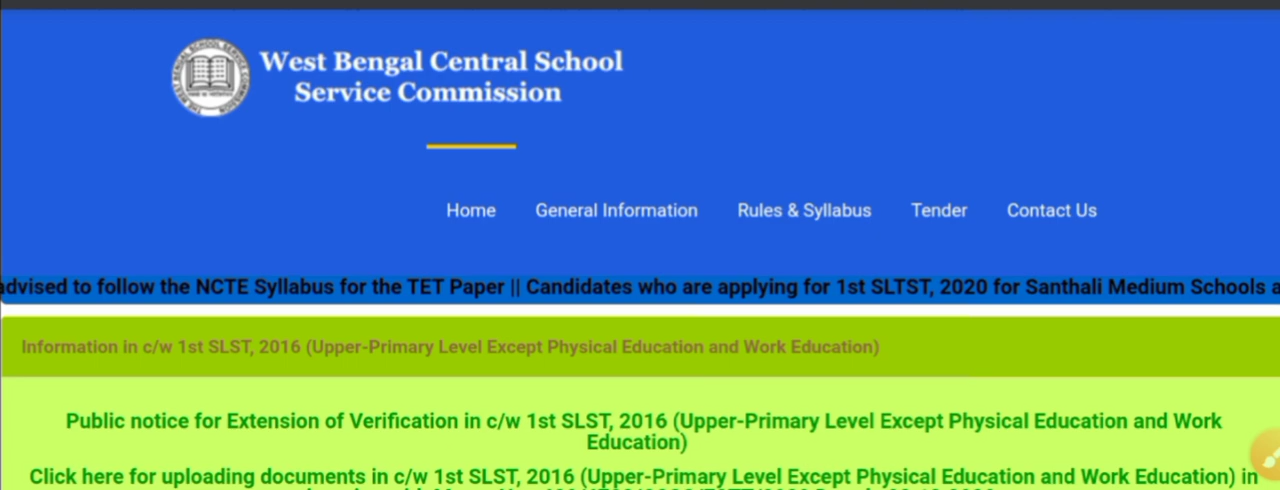 West Bengal Central School
Service Commission
Home General Information Rules & Syllabus Tender Contact Us
advised to follow the NCTE Syllabus for the TET Paper || Candidates who are applying for 1st SLTST, 2020 for Santhali Medium Schools a
Information in c/w 1st SLST, 2016 (Upper-Primary Level Except Physical Education and Work Education)
Public notice for Extension of Verification in c/w 1st SLST, 2016 (Upper-Primary Level Except Physical Education and Work
Education)
Click here for uploading documents in c/w 1st SLST, 2016 (Upper-Primary Level Except Physical Education and Work Education) in